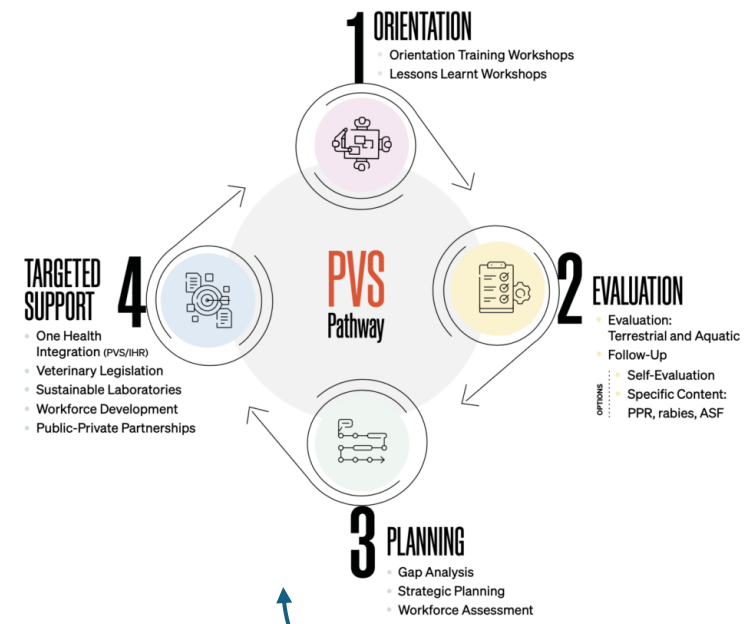 1 ORIENTATION
Orientation Training Workshops
Lessons Learnt Workshops
PVS
Pathway
2 EVALUATION
Evaluation:
Terrestrial and Aquatic
Follow-Up
OPTIONS
Self-Evaluation
Specific Content:
PPR, rabies, ASF
3 PLANNING
Gap Analysis
Strategic Planning
Workforce Assessment
TARGETED
SUPPORT 4
One Health
Integration (PVS/IHR)
Veterinary Legislation
Sustainable Laboratories
Workforce Development
Public-Private Partnerships